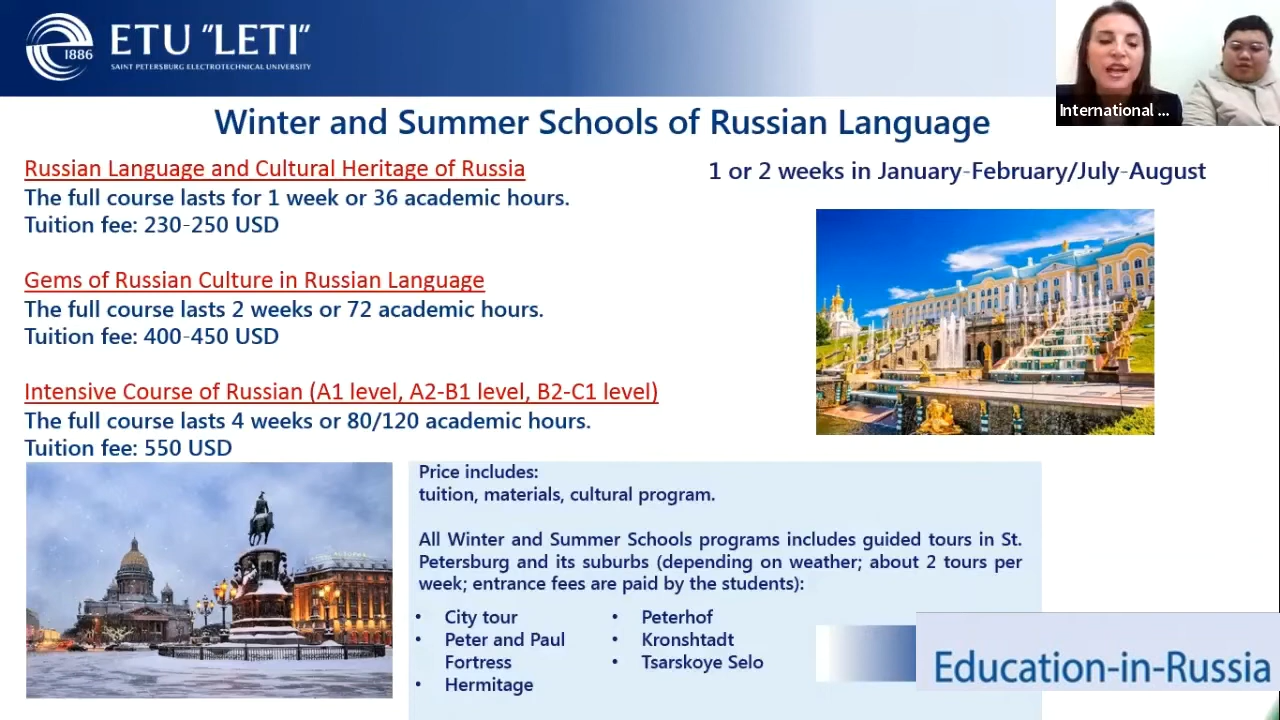 ETU "LETI"
1886
SAINT PETERSBURG ELECTROTECHNICAL UNIVERSITY
International ...
Winter and Summer Schools of Russian Language
Russian Language and Cultural Heritage of Russia
The full course lasts for 1 week or 36 academic hours.
Tuition fee: 230-250 USD
1 or 2 weeks in January-February/July-August
Gems of Russian Culture in Russian Language
The full course lasts 2 weeks or 72 academic hours.
Tuition fee: 400-450 USD
Intensive Course of Russian (A1 level, A2-B1 level, B2-C1 level)
The full course lasts 4 weeks or 80/120 academic hours.
Tuition fee: 550 USD
Price includes:
tuition, materials, cultural program.
All Winter and Summer Schools programs includes guided tours in St.
Petersburg and its suburbs (depending on weather; about 2 tours per
week; entrance fees are paid by the students):
• City tour
• Peter and Paul
Fortress
• Hermitage
• Peterhof
• Kronshtadt
• Tsarskoye Selo
Education-in-Russia